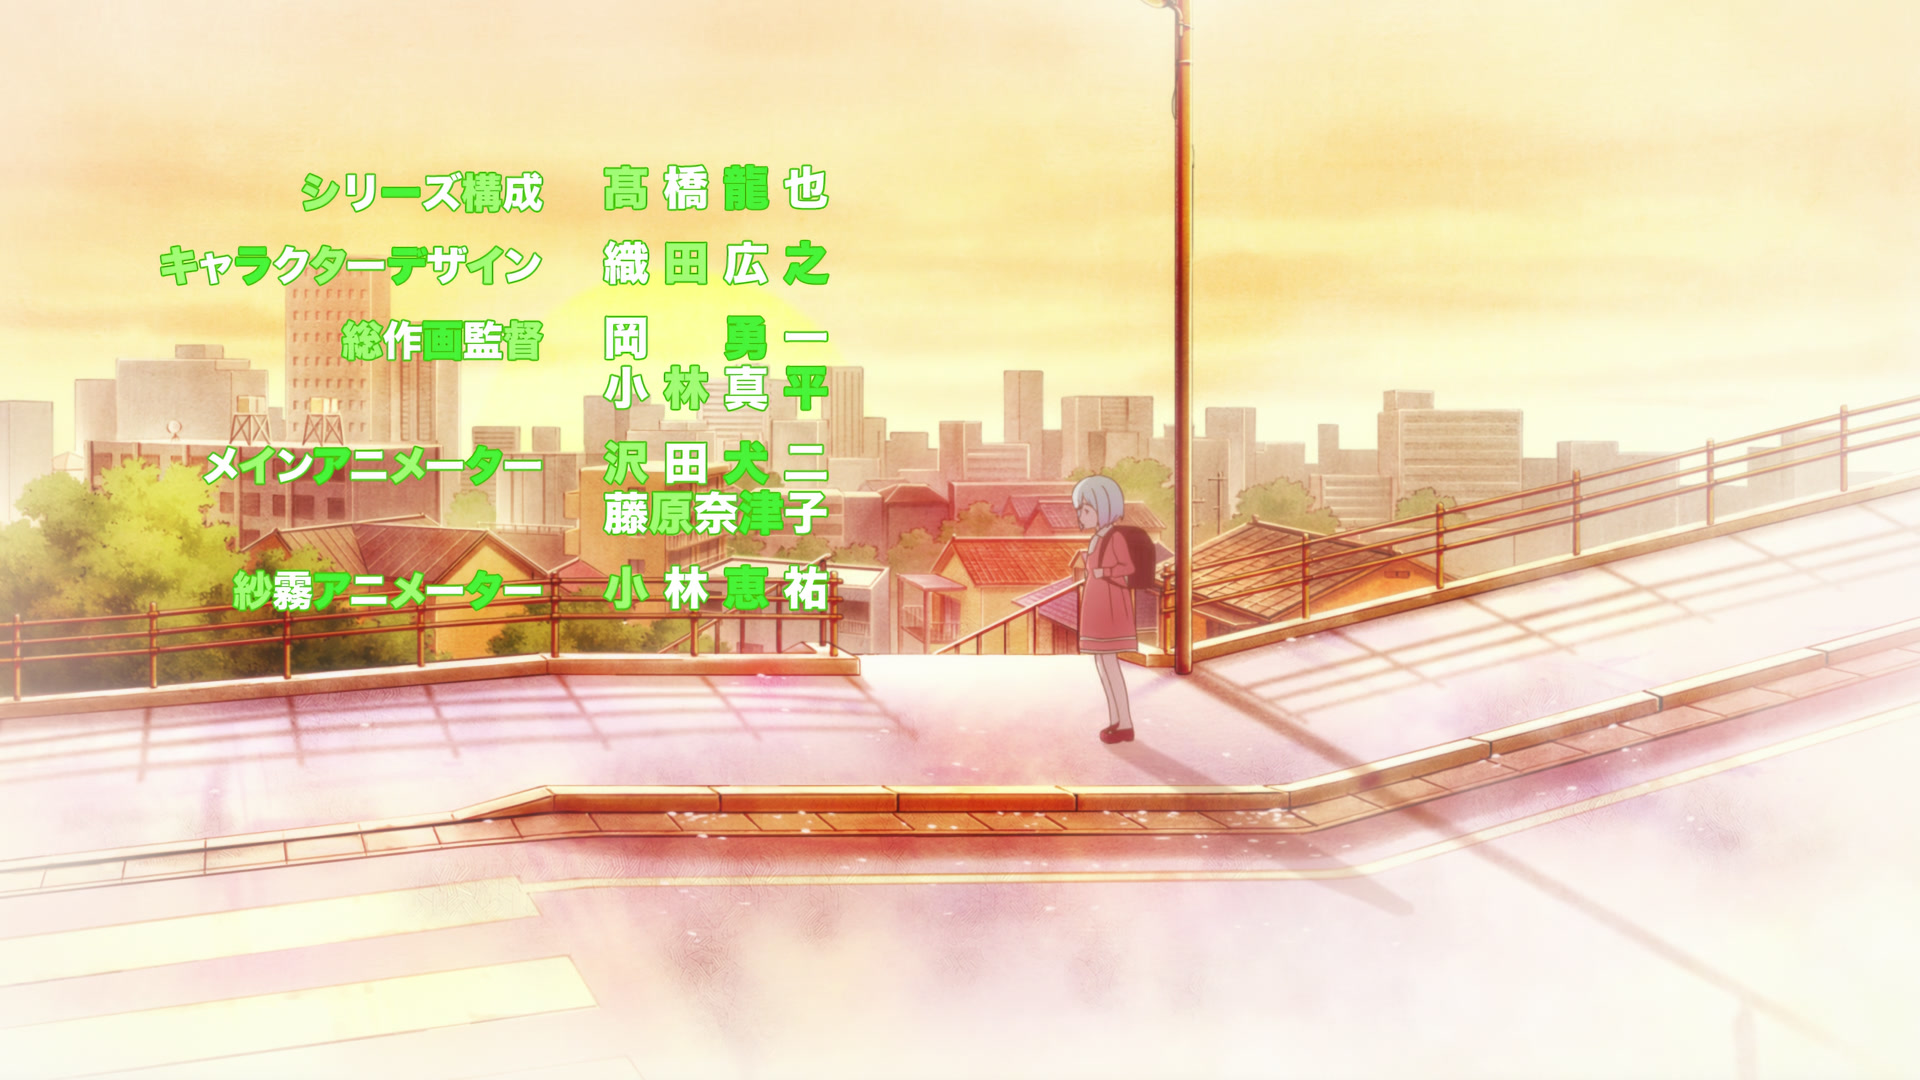 シリーズ構成 髙橋龍也
キャラクターデザイン 織田広之
総作画監督 岡 勇一
小林真平
メインアニメーター 沢田犬二
藤原奈津子
紗霧アニメーター 小林恵祐